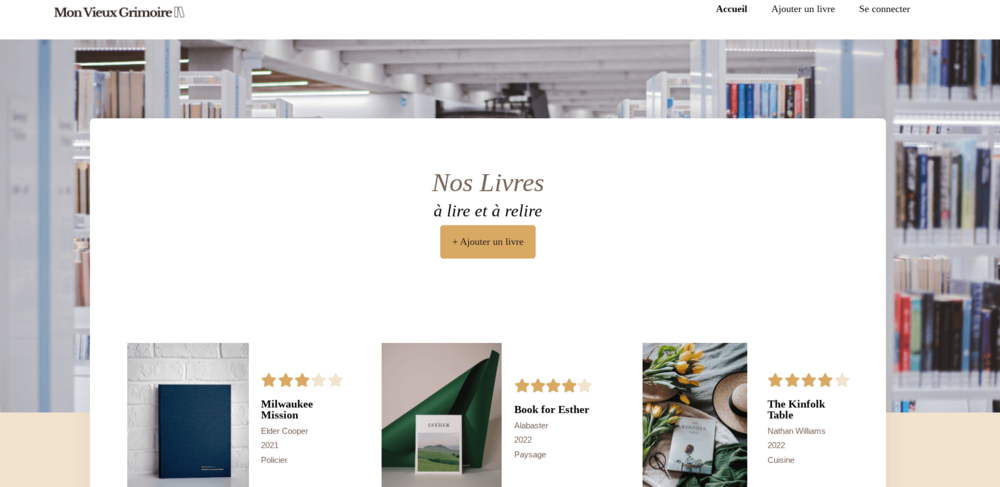 Mon Vieux Grimoire
Accueil
Ajouter un livre
Se connecter
Nos Livres
à lire et à relire
+ Ajouter un livre
Milwaukee
Mission
Elder Cooper
2021
Policier
ESTHER
Book for Esther
Alabaster
2022
Paysage
KINFOLK
The Kinfolk
Table
Nathan Williams
2022
Cuisine